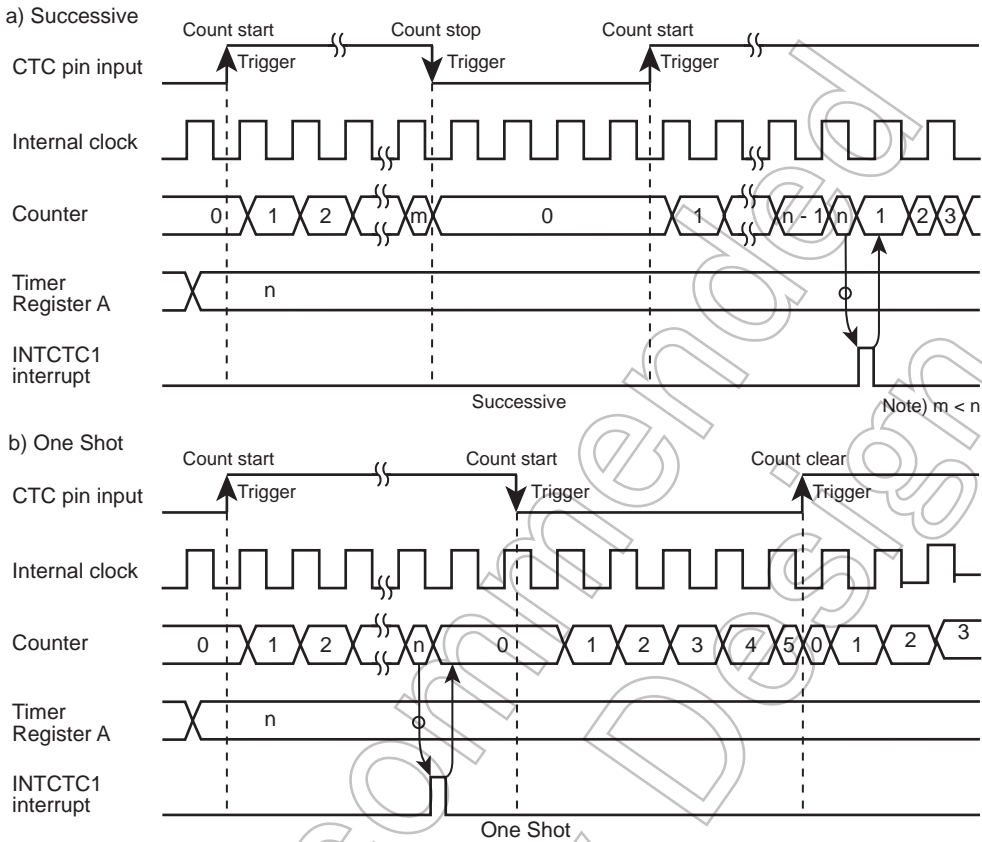 a) Successive
Count start Count stop Count start
CTC pin input Trigger Trigger Trigger
Internal clock
Counter 0 1 2 m 0 1 n - 1 n 1 2 3
Timer
Register A n
INTCTC1
interrupt
Successive Note) m < n
b) One Shot
Count start Count start Count clear
CTC pin input Trigger Trigger Trigger
Internal clock
Counter 0 1 2 n 0 1 2 3 4 5 0 1 2 3
Timer
Register A n
INTCTC1
interrupt
One Shot
ommended
Design